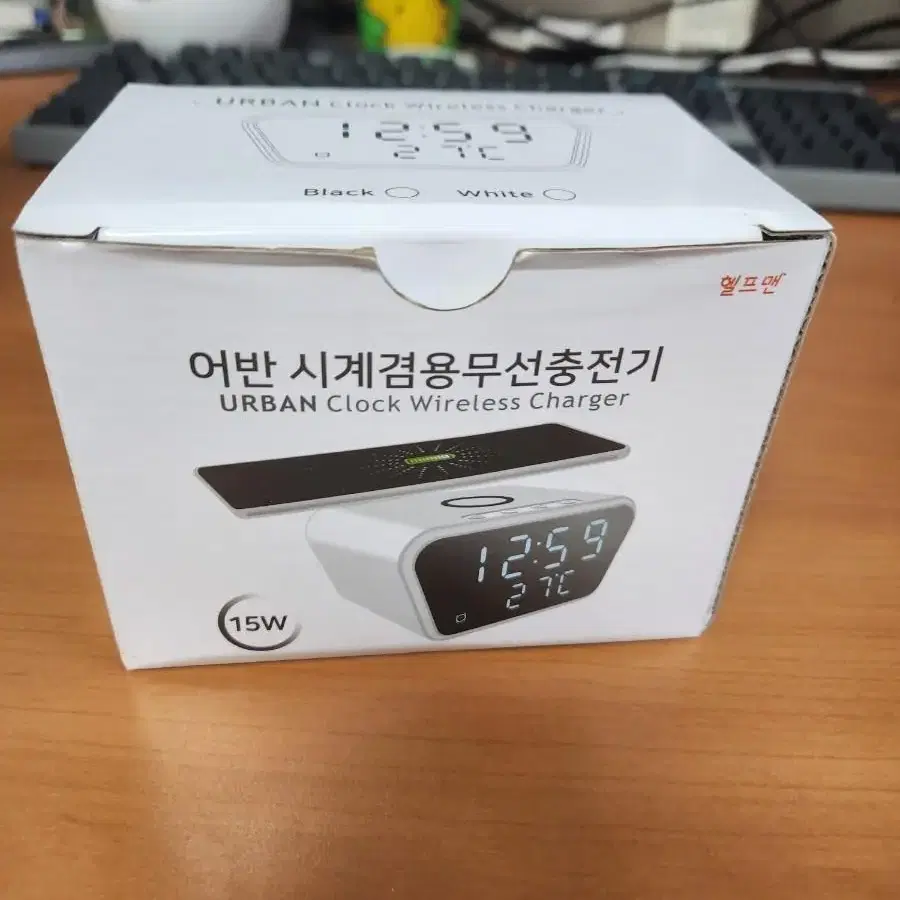 URBAN Clock Wireless Charger
12:59
27℃
Black White
헬프맨
어반 시계겸용무선충전기
URBAN Clock Wireless Charger
12:59
27℃
15W